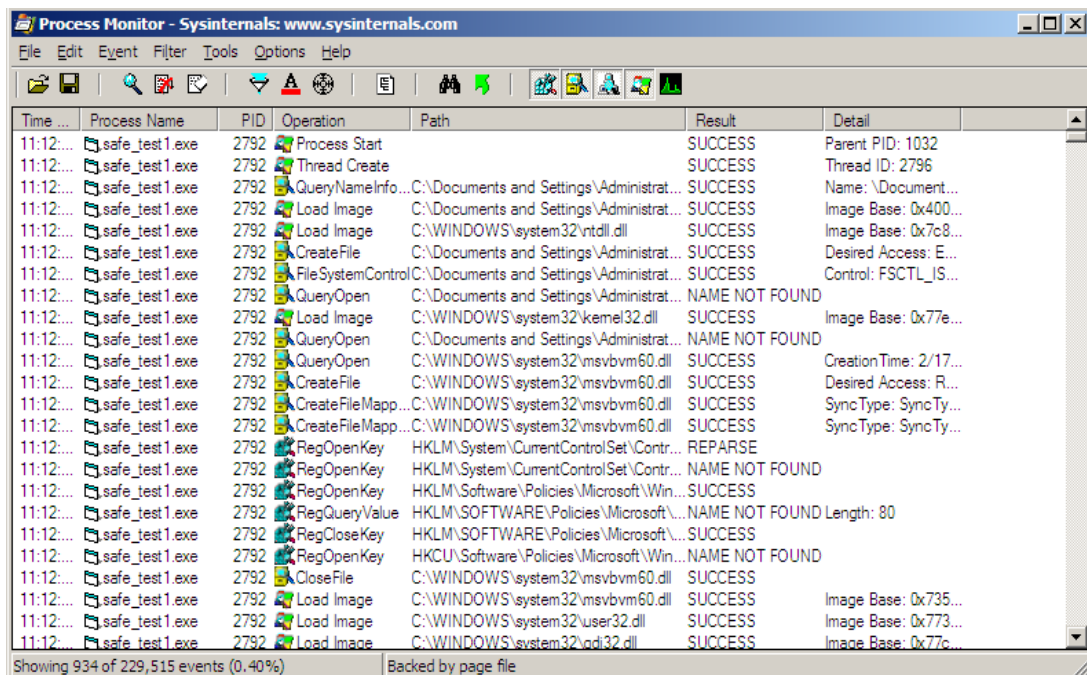 Process Monitor - Sysinternals: www.sysinternals.com
File Edit Event Filter Tools Options Help
Time ... Process Name PID Operation Path Result Detail
11:12:... safe_test1.exe 2792 Process Start SUCCESS Parent PID: 1032
11:12:... safe_test1.exe 2792 Thread Create SUCCESS Thread ID: 2796
11:12:... safe_test1.exe 2792 QueryNameInfo... C:\Documents and Settings\Administrat... SUCCESS Name: \Document...
11:12:... safe_test1.exe 2792 Load Image C:\Documents and Settings\Administrat... SUCCESS Image Base: 0x400...
11:12:... safe_test1.exe 2792 Load Image C:\WINDOWS\system32\ntdll.dll SUCCESS Image Base: 0x7c8...
11:12:... safe_test1.exe 2792 CreateFile C:\Documents and Settings\Administrat... SUCCESS Desired Access: E...
11:12:... safe_test1.exe 2792 FileSystemControl C:\Documents and Settings\Administrat... SUCCESS Control: FSCTL_IS...
11:12:... safe_test1.exe 2792 QueryOpen C:\Documents and Settings\Administrat... NAME NOT FOUND
11:12:... safe_test1.exe 2792 Load Image C:\WINDOWS\system32\kernel32.dll SUCCESS Image Base: 0x77e...
11:12:... safe_test1.exe 2792 QueryOpen C:\Documents and Settings\Administrat... NAME NOT FOUND
11:12:... safe_test1.exe 2792 QueryOpen C:\WINDOWS\system32\msvbvm60.dll SUCCESS CreationTime: 2/17...
11:12:... safe_test1.exe 2792 CreateFile C:\WINDOWS\system32\msvbvm60.dll SUCCESS Desired Access: R...
11:12:... safe_test1.exe 2792 CreateFileMapp... C:\WINDOWS\system32\msvbvm60.dll SUCCESS SyncType: SyncTy...
11:12:... safe_test1.exe 2792 CreateFileMapp... C:\WINDOWS\system32\msvbvm60.dll SUCCESS SyncType: SyncTy...
11:12:... safe_test1.exe 2792 RegOpenKey HKLM\System\CurrentControlSet\Contr... REPARSE
11:12:... safe_test1.exe 2792 RegOpenKey HKLM\System\CurrentControlSet\Contr... NAME NOT FOUND
11:12:... safe_test1.exe 2792 RegOpenKey HKLM\Software\Policies\Microsoft\Win... SUCCESS
11:12:... safe_test1.exe 2792 RegQueryValue HKLM\SOFTWARE\Policies\Microsoft\... NAME NOT FOUND Length: 80
11:12:... safe_test1.exe 2792 RegCloseKey HKLM\SOFTWARE\Policies\Microsoft\... SUCCESS
11:12:... safe_test1.exe 2792 RegOpenKey HKCU\Software\Policies\Microsoft\Win... NAME NOT FOUND
11:12:... safe_test1.exe 2792 CloseFile C:\WINDOWS\system32\msvbvm60.dll SUCCESS
11:12:... safe_test1.exe 2792 Load Image C:\WINDOWS\system32\msvbvm60.dll SUCCESS Image Base: 0x735...
11:12:... safe_test1.exe 2792 Load Image C:\WINDOWS\system32\user32.dll SUCCESS Image Base: 0x773...
11:12:... safe_test1.exe 2792 Load Image C:\WINDOWS\system32\gdi32.dll SUCCESS Image Base: 0x77c...
Showing 934 of 229,515 events (0.40%) Backed by page file